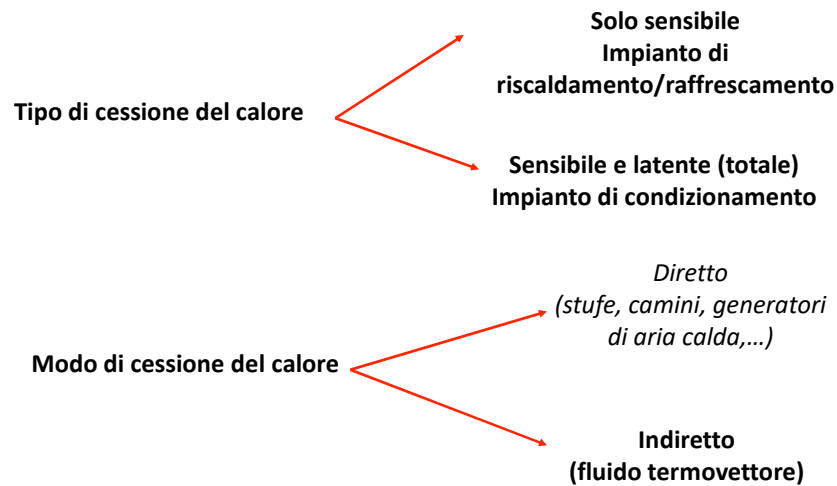 Solo sensibile
Impianto di
riscaldamento/raffrescamento
Tipo di cessione del calore
Sensibile e latente (totale)
Impianto di condizionamento
Diretto
(stufe, camini, generatori
di aria calda,...)
Modo di cessione del calore
Indiretto
(fluido termovettore)